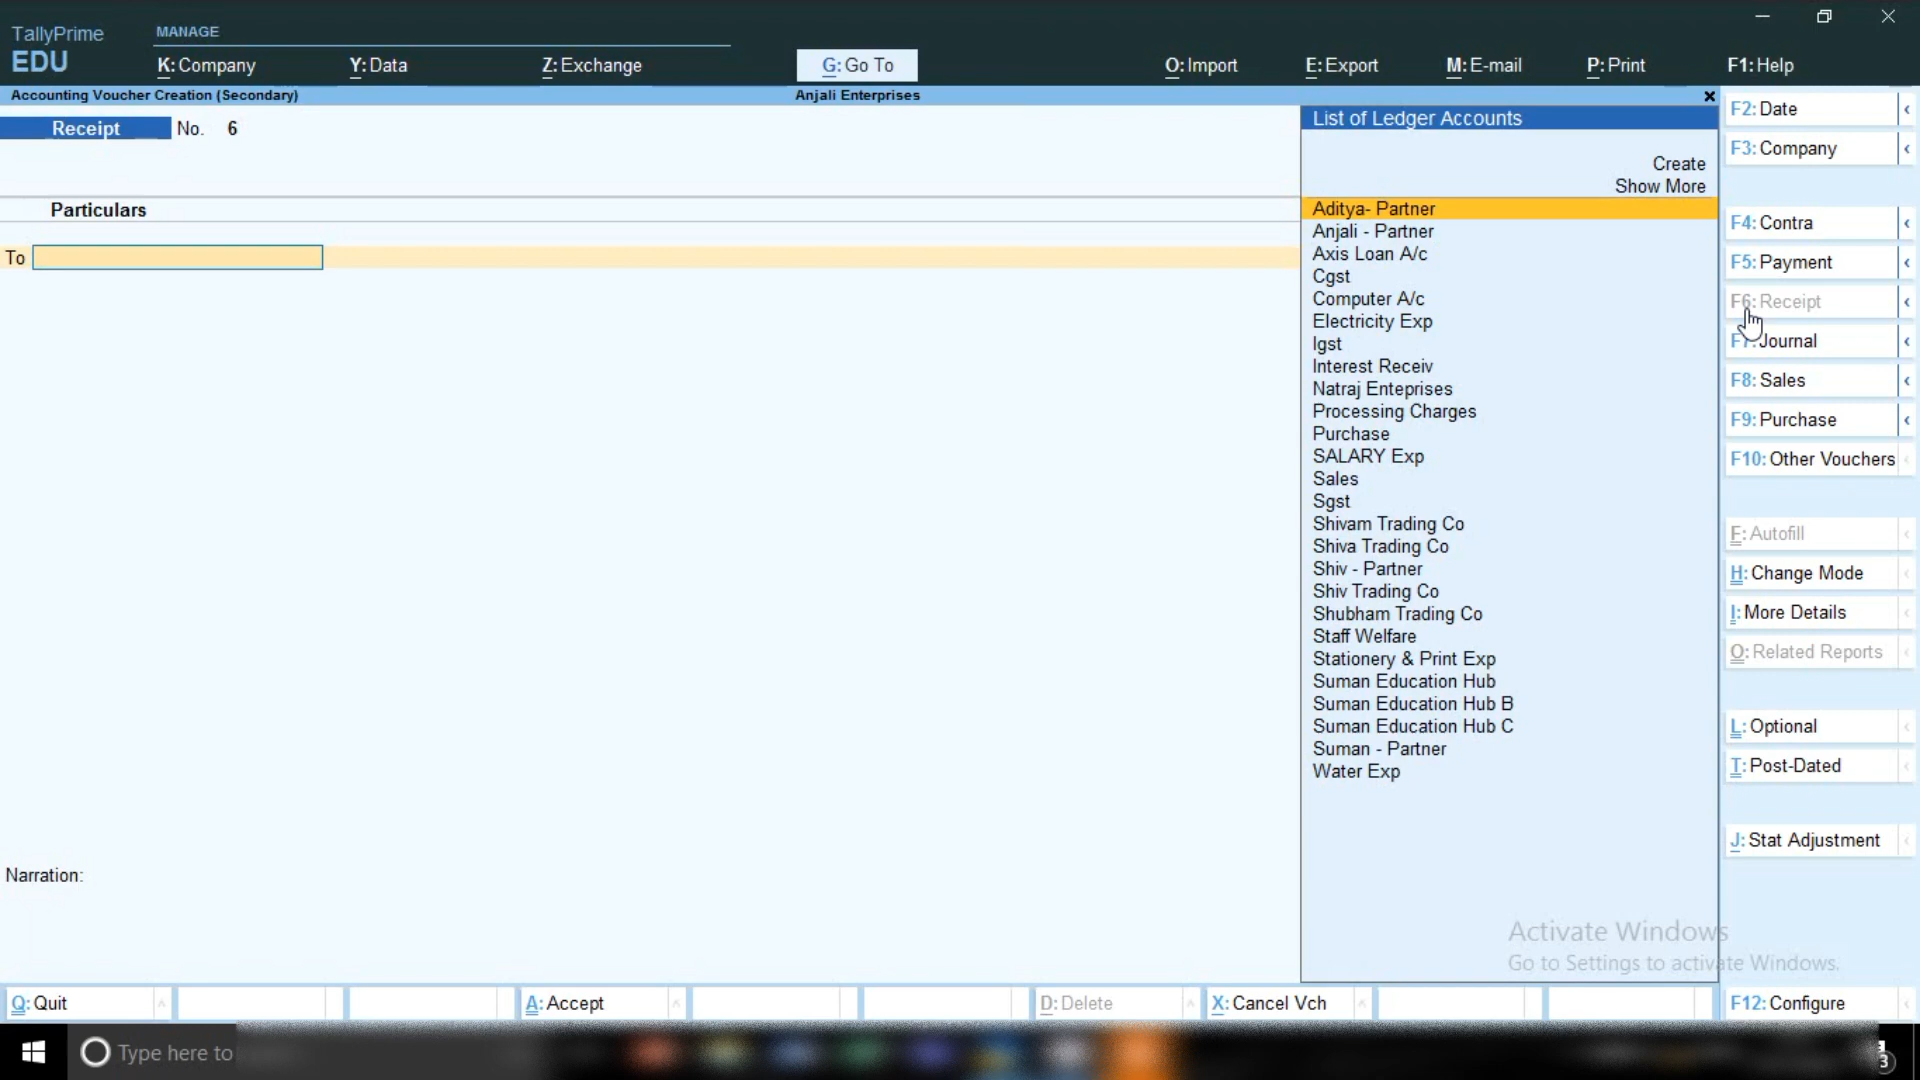 TallyPrime
EDU
MANAGE
K: Company
Y: Data
Z: Exchange
G: Go To
O: Import
E: Export
M: E-mail
P: Print
F1: Help
Accounting Voucher Creation (Secondary)
Anjali Enterprises
Receipt No. 6
Particulars
To
List of Ledger Accounts
Create
Show More
Aditya- Partner
Anjali - Partner
Axis Loan A/c
Cgst
Computer A/c
Electricity Exp
Igst
Interest Receiv
Natraj Enteprises
Processing Charges
Purchase
SALARY Exp
Sales
Sgst
Shivam Trading Co
Shiva Trading Co
Shiv - Partner
Shiv Trading Co
Shubham Trading Co
Staff Welfare
Stationery & Print Exp
Suman Education Hub
Suman Education Hub B
Suman Education Hub C
Suman - Partner
Water Exp
F2: Date
F3: Company
F4: Contra
F5: Payment
F6: Receipt
F7: Journal
F8: Sales
F9: Purchase
F10: Other Vouchers
F: Autofill
H: Change Mode
I: More Details
O: Related Reports
L: Optional
T: Post-Dated
J: Stat Adjustment
Narration:
Activate Windows
Go to Settings to activate Windows.
Q: Quit
A: Accept
D: Delete
X: Cancel Vch
F12: Configure
Type here to
3